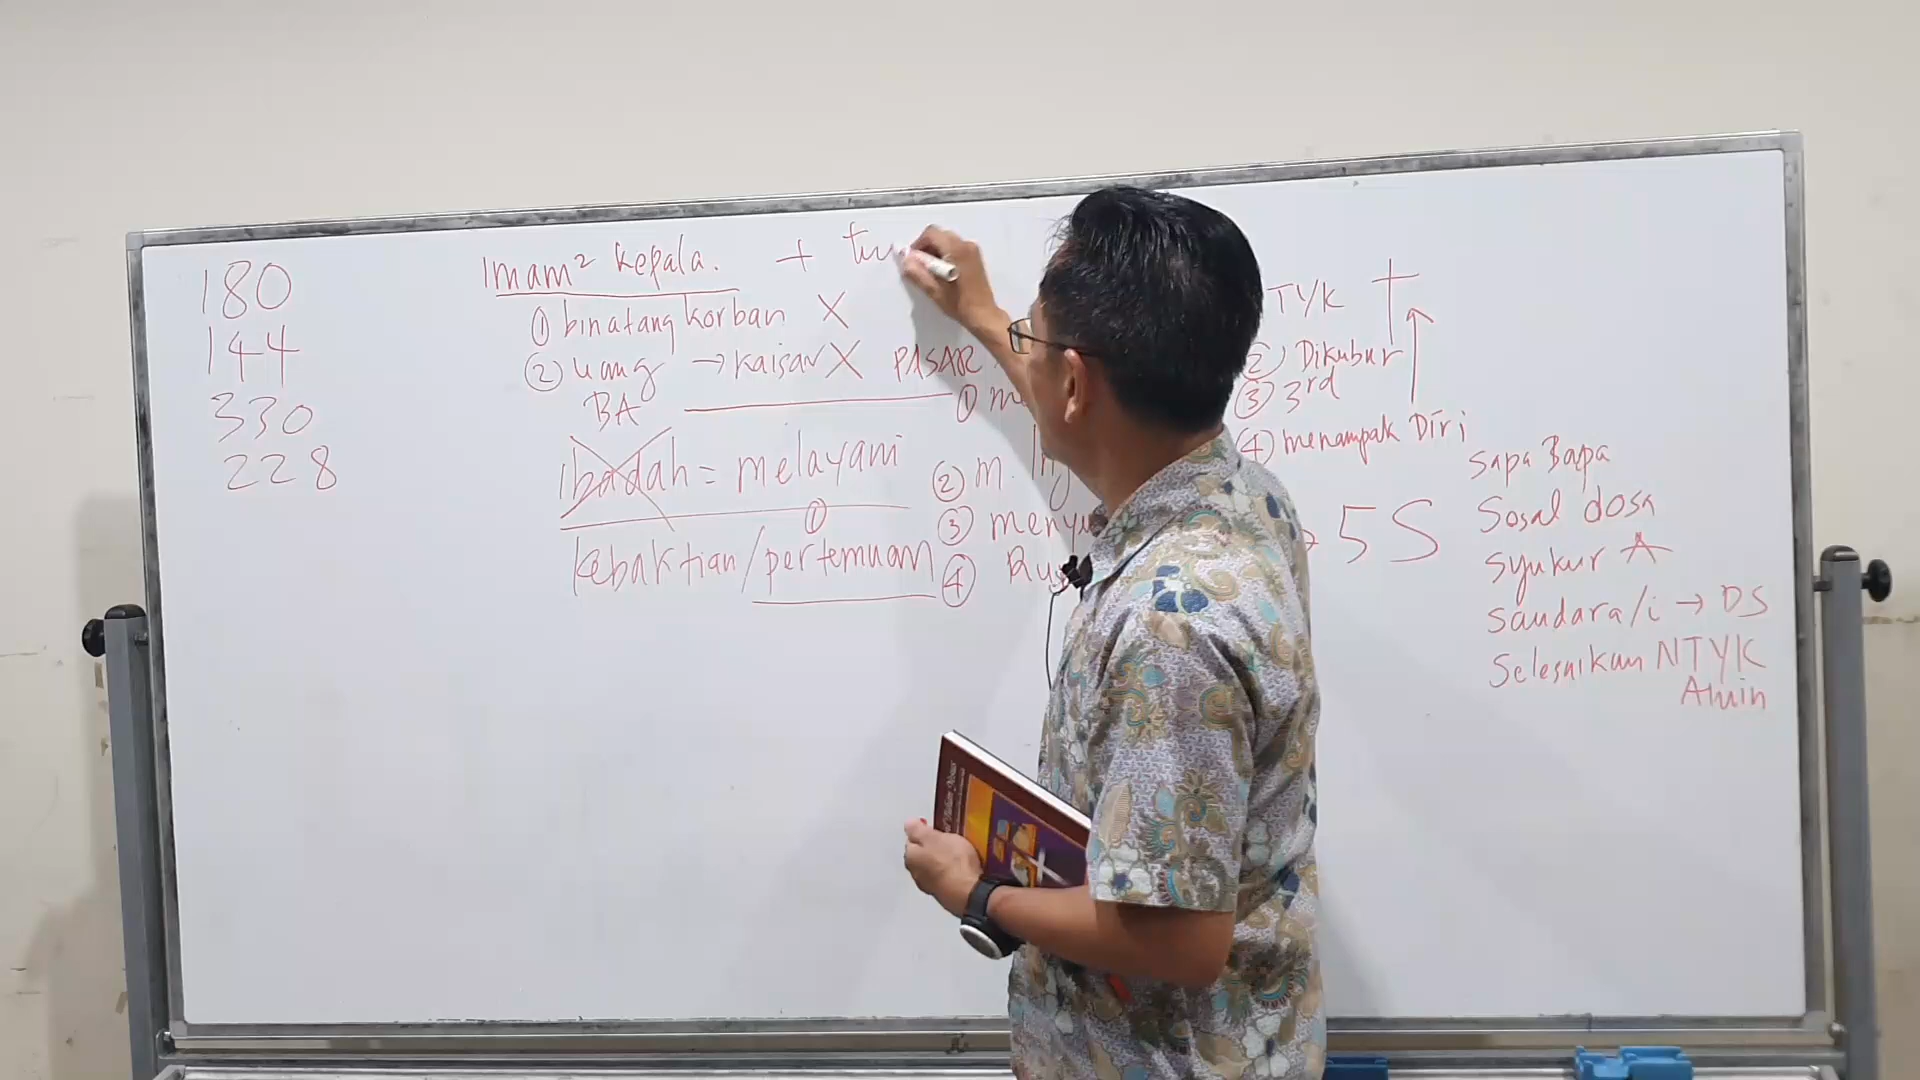 180
144
330
228
Imam² kepala. + tu
① binatang korban X
② uang → kaisar X PASAR
BA
① m
Ibadah = melayani
①
kebaktian/pertemuan
② m.
③ menyu
④
TYK
② Dikubur
③ 3rd
④ menampak Diri
→ 5S
Sapa Bapa
Sosal dosa
Syukur A
Saudara/i → DS
Selesaikan NTYK
Amin